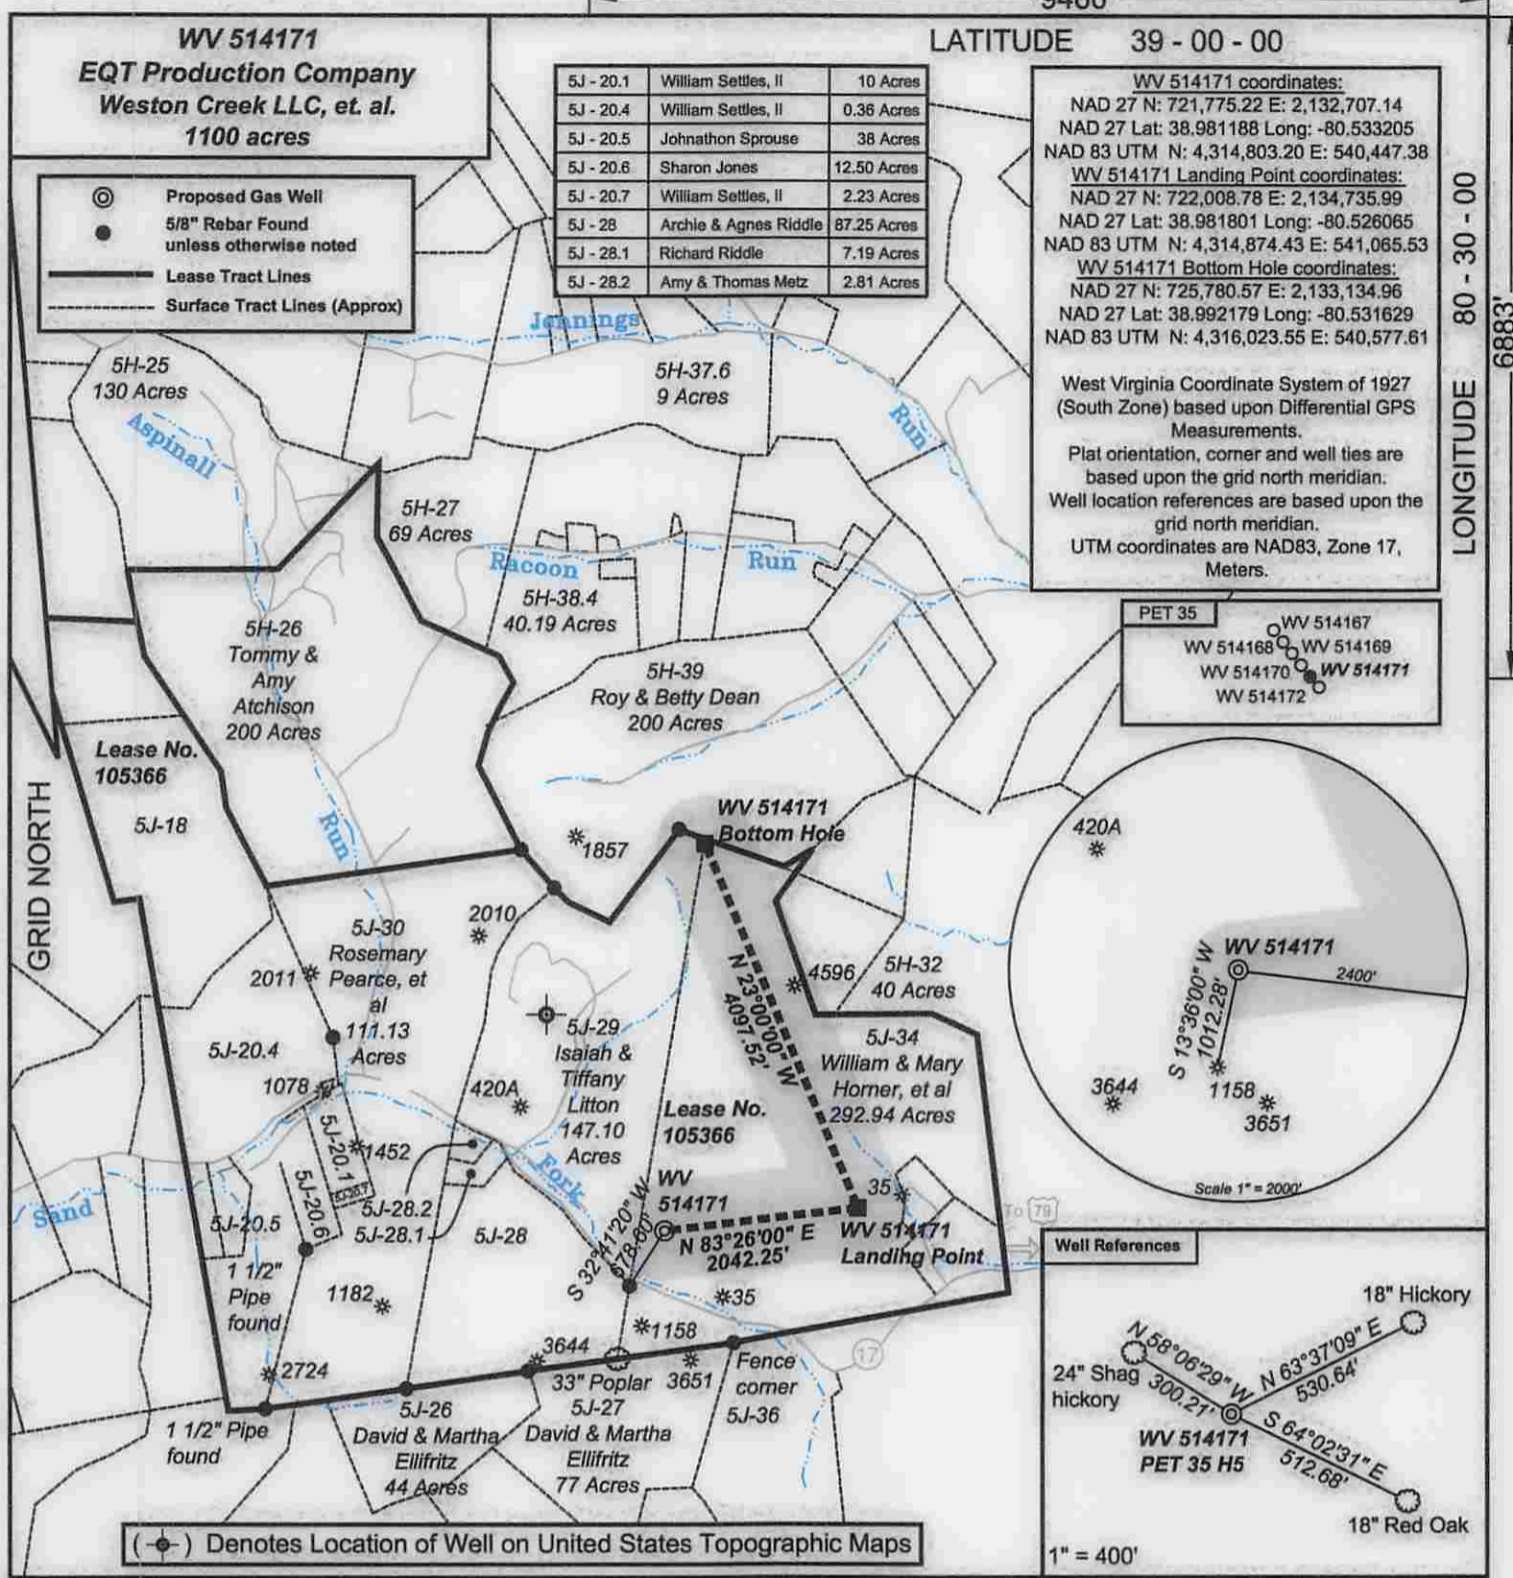 WV 514171
EQT Production Company
Weston Creek LLC, et. al.
1100 acres
LATITUDE 39 - 00 - 00
Proposed Gas Well
5/8" Rebar Found
unless otherwise noted
Lease Tract Lines
Surface Tract Lines (Approx)
5J - 20.1 William Settles, II 10 Acres
5J - 20.4 William Settles, II 0.36 Acres
5J - 20.5 Johnathon Sprouse 38 Acres
5J - 20.6 Sharon Jones 12.50 Acres
5J - 20.7 William Settles, II 2.23 Acres
5J - 28 Archie & Agnes Riddle 87.25 Acres
5J - 28.1 Richard Riddle 7.19 Acres
5J - 28.2 Amy & Thomas Metz 2.81 Acres
WV 514171 coordinates:
NAD 27 N: 721,775.22 E: 2,132,707.14
NAD 27 Lat: 38.981188 Long: -80.533205
NAD 83 UTM N: 4,314,803.20 E: 540,447.38
WV 514171 Landing Point coordinates:
NAD 27 N: 722,008.78 E: 2,134,735.99
NAD 27 Lat: 38.981801 Long: -80.526065
NAD 83 UTM N: 4,314,874.43 E: 541,065.53
WV 514171 Bottom Hole coordinates:
NAD 27 N: 725,780.57 E: 2,133,134.96
NAD 27 Lat: 38.992179 Long: -80.531629
NAD 83 UTM N: 4,316,023.55 E: 540,577.61
West Virginia Coordinate System of 1927
(South Zone) based upon Differential GPS
Measurements.
Plat orientation, corner and well ties are
based upon the grid north meridian.
Well location references are based upon the
grid north meridian.
UTM coordinates are NAD83, Zone 17,
Meters.
LONGITUDE 80 - 30 - 00
6883'
Jennings
Run
5H-25
130 Acres
5H-37.6
9 Acres
Aspinall
Run
5H-27
69 Acres
Racoon Run
5H-38.4
40.19 Acres
5H-26
Tommy &
Amy
Atchison
200 Acres
5H-39
Roy & Betty Dean
200 Acres
PET 35
WV 514167
WV 514168
WV 514169
WV 514170
WV 514171
WV 514172
Lease No.
105366
5J-18
GRID NORTH
WV 514171
Bottom Hole
1857
2010
2011
5J-30
Rosemary
Pearce, et
al
111.13
Acres
4596
5H-32
40 Acres
N 23°00'00" W
4097.52'
5J-29
Isaiah &
Tiffany
Litton
147.10
Acres
5J-34
William & Mary
Horner, et al
292.94 Acres
5J-20.4
1078
420A
Lease No.
105366
1452
5J-20.1
5J-20.6
5J-20.5
5J-28.2
5J-28.1
5J-28
Sand
Fork
WV
514171
35
S 32°41'20" W
678.60'
N 83°26'00" E
2042.25'
WV 514171
Landing Point
To 79
1 1/2"
Pipe
found
1182
35
1158
3644
2724
33" Poplar
3651
Fence
corner
17
1 1/2" Pipe
found
5J-26
David & Martha
Ellifritz
44 Acres
5J-27
David & Martha
Ellifritz
77 Acres
5J-36
420A
WV 514171
2400'
S 13°36'00" W
1012.28'
3644
1158
3651
Scale 1" = 2000'
Well References
18" Hickory
N 58°06'29" W
300.21'
N 63°37'09" E
530.64'
24" Shag
hickory
WV 514171
PET 35 H5
S 64°02'31" E
512.68'
18" Red Oak
1" = 400'
( ) Denotes Location of Well on United States Topographic Maps